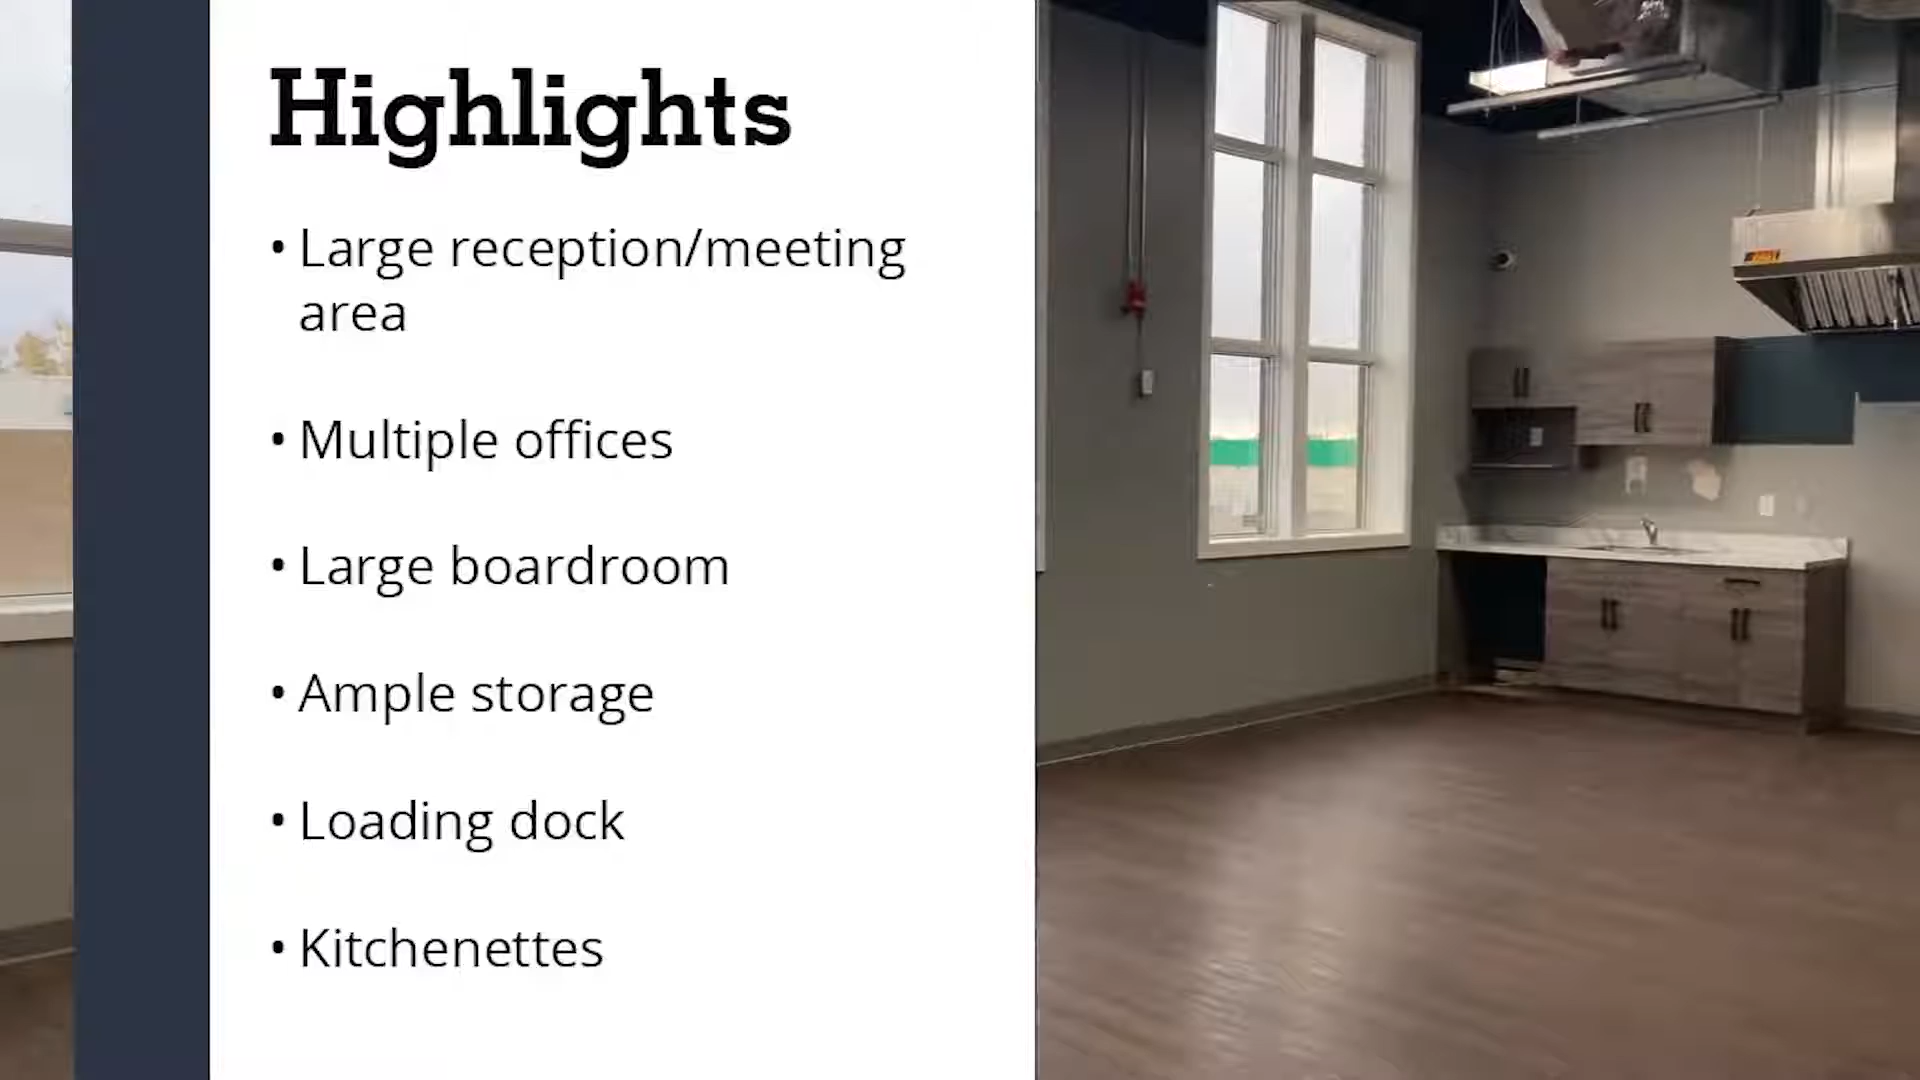 Highlights
• Large reception/meeting
area
• Multiple offices
• Large boardroom
• Ample storage
• Loading dock
• Kitchenettes